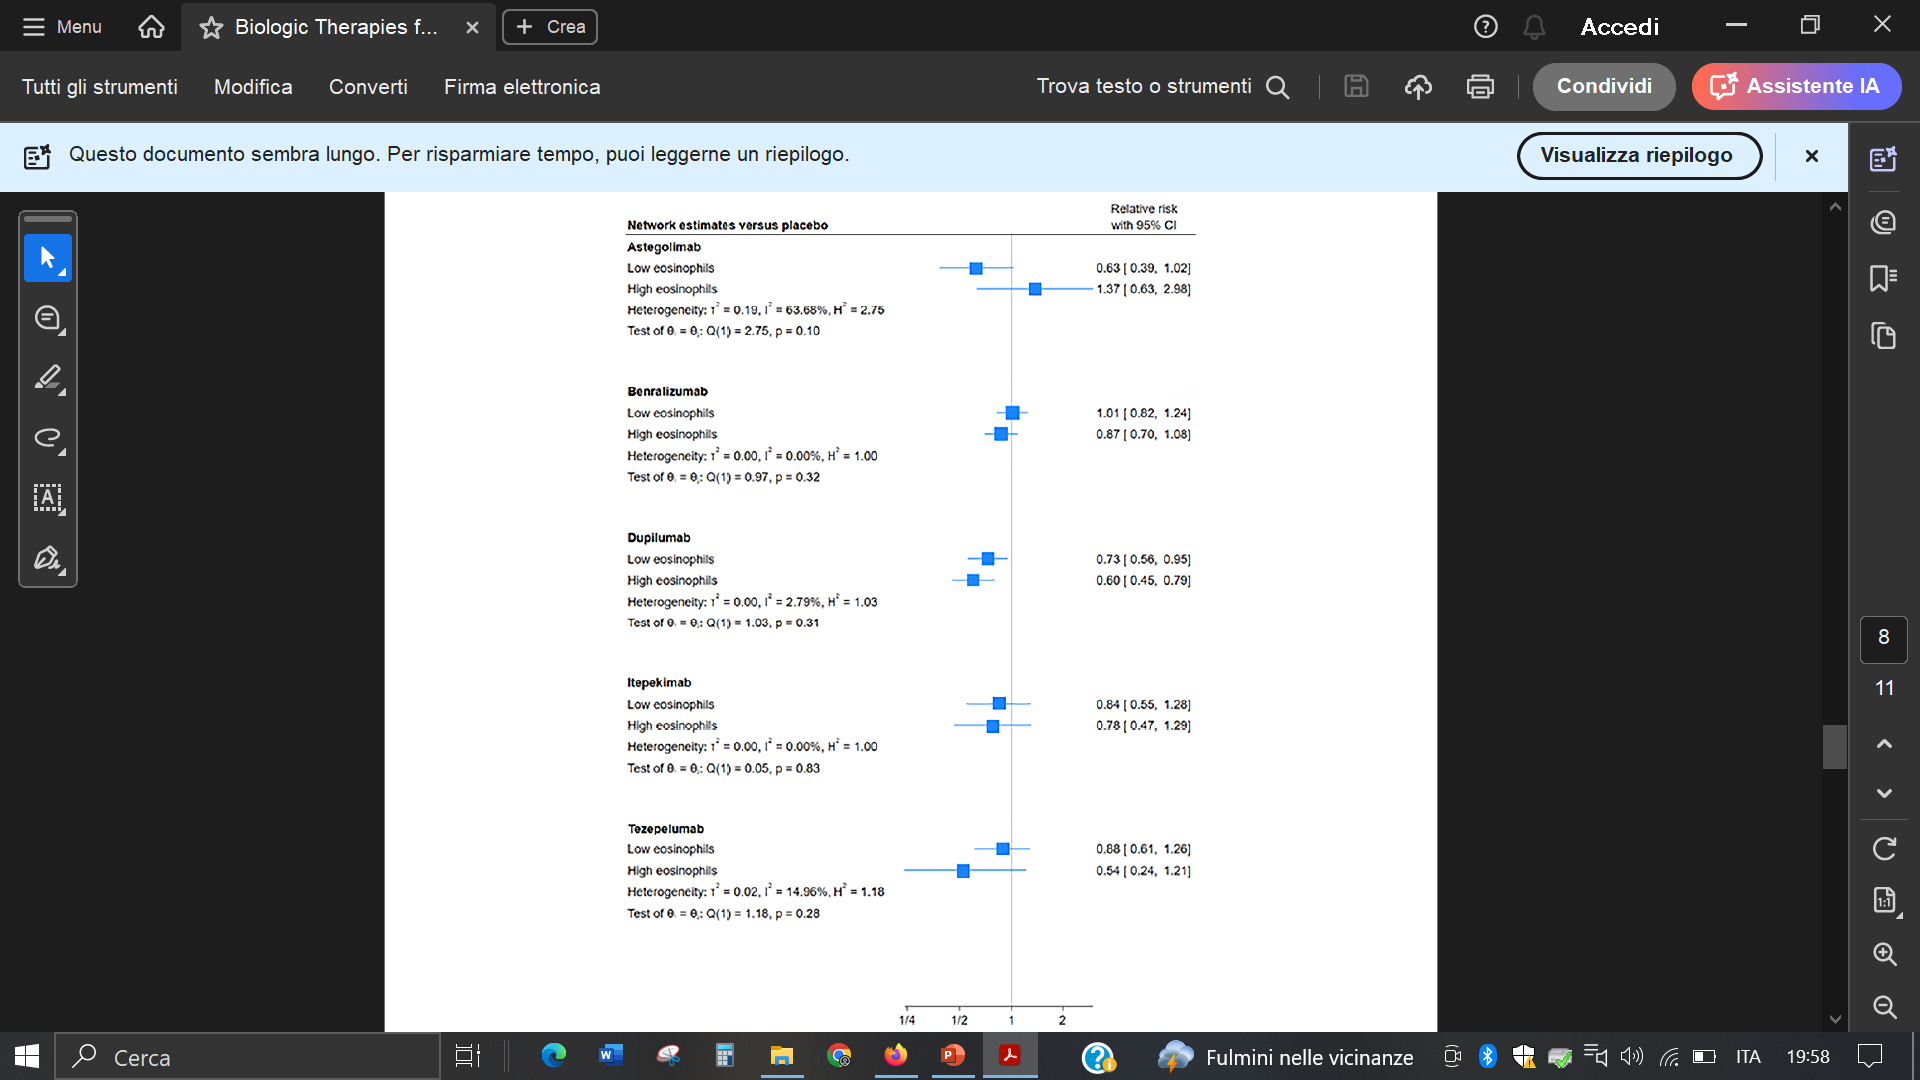 Menu
Biologic Therapies f...
Crea
Accedi
Tutti gli strumenti
Modifica
Converti
Firma elettronica
Trova testo o strumenti
Condividi
Assistente IA
Questo documento sembra lungo. Per risparmiare tempo, puoi leggerne un riepilogo.
Visualizza riepilogo
Relative risk
Network estimates versus placebo with 95% CI
Astegolimab
Low eosinophils 0.63 [ 0.39, 1.02]
High eosinophils 1.37 [ 0.63, 2.98]
Heterogeneity: τ² = 0.19, I² = 63.68%, H² = 2.75
Test of θᵢ = θⱼ: Q(1) = 2.75, p = 0.10
Benralizumab
Low eosinophils 1.01 [ 0.82, 1.24]
High eosinophils 0.87 [ 0.70, 1.08]
Heterogeneity: τ² = 0.00, I² = 0.00%, H² = 1.00
Test of θᵢ = θⱼ: Q(1) = 0.97, p = 0.32
Dupilumab
Low eosinophils 0.73 [ 0.56, 0.95]
High eosinophils 0.60 [ 0.45, 0.79]
Heterogeneity: τ² = 0.00, I² = 2.79%, H² = 1.03
Test of θᵢ = θⱼ: Q(1) = 1.03, p = 0.31
Itepekimab
Low eosinophils 0.84 [ 0.55, 1.28]
High eosinophils 0.78 [ 0.47, 1.29]
Heterogeneity: τ² = 0.00, I² = 0.00%, H² = 1.00
Test of θᵢ = θⱼ: Q(1) = 0.05, p = 0.83
Tezepelumab
Low eosinophils 0.88 [ 0.61, 1.26]
High eosinophils 0.54 [ 0.24, 1.21]
Heterogeneity: τ² = 0.02, I² = 14.96%, H² = 1.18
Test of θᵢ = θⱼ: Q(1) = 1.18, p = 0.28
1/4 1/2 1 2
8
11
1:1
Cerca
Fulmini nelle vicinanze
ITA
19:58